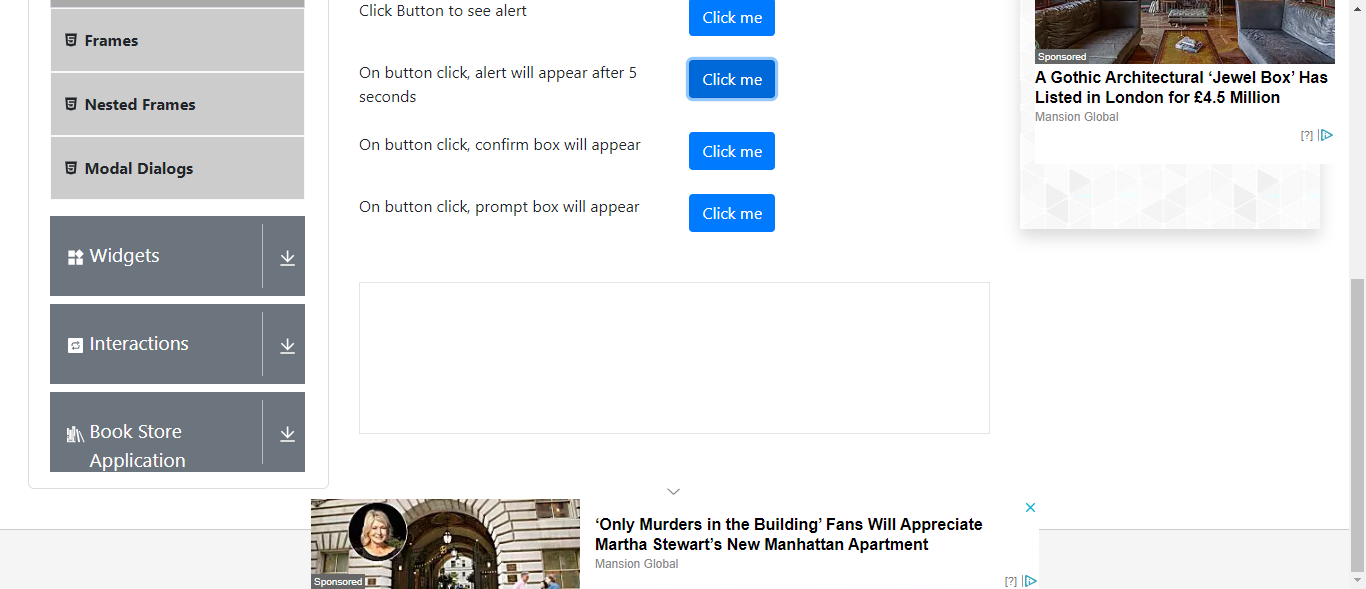 Frames
Nested Frames
Modal Dialogs
Widgets
Interactions
Book Store
Application
Click Button to see alert
Click me
On button click, alert will appear after 5
seconds
Click me
On button click, confirm box will appear
Click me
On button click, prompt box will appear
Click me
Sponsored
A Gothic Architectural ‘Jewel Box’ Has
Listed in London for £4.5 Million
Mansion Global
[?]
Sponsored
‘Only Murders in the Building’ Fans Will Appreciate
Martha Stewart’s New Manhattan Apartment
Mansion Global
[?]